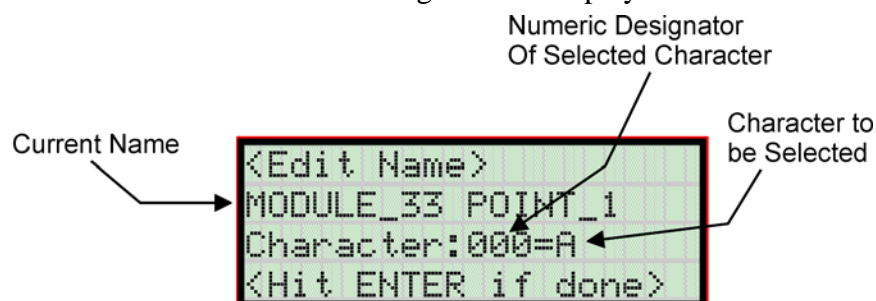 Numeric Designator
Of Selected Character
Character to
be Selected
Current Name
<Edit Name>
MODULE_33 POINT_1
Character:000=A
<Hit ENTER if done>